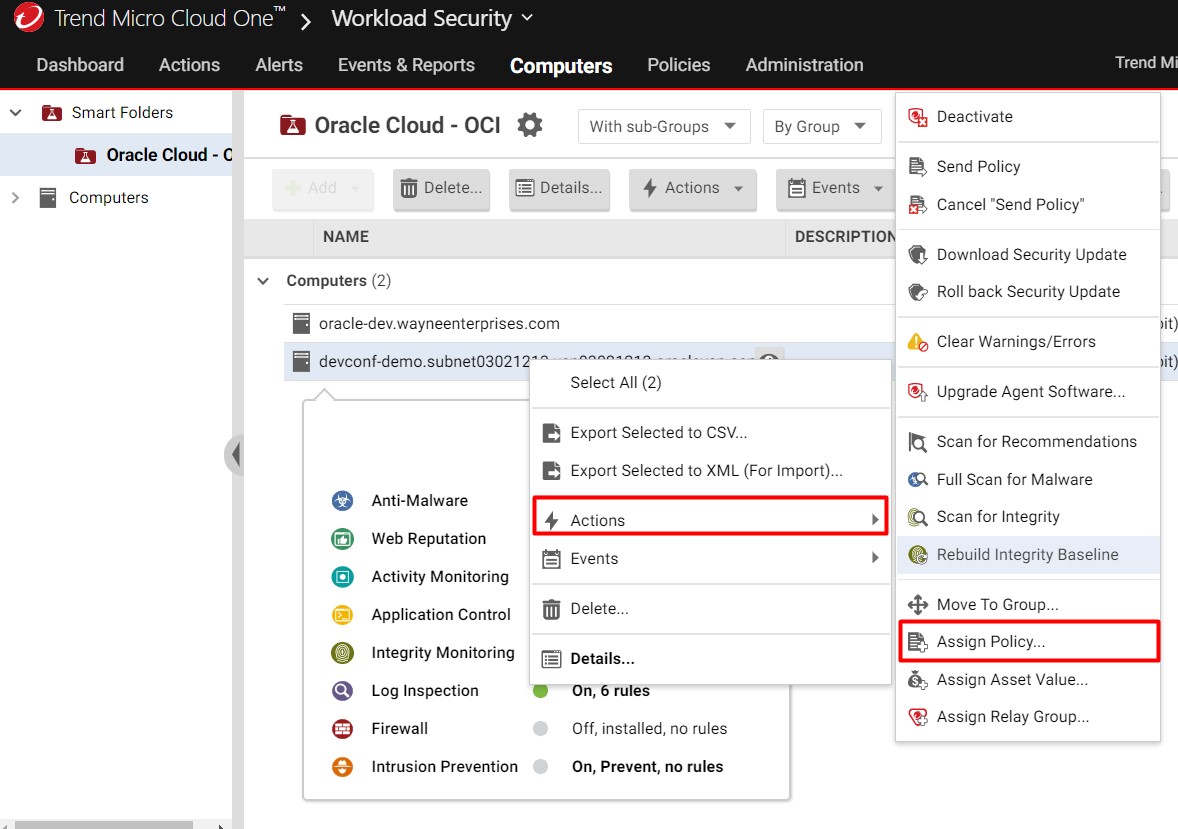 Trend Micro Cloud One™ > Workload Security
Dashboard Actions Alerts Events & Reports Computers Policies Administration Trend Mi
Smart Folders
Oracle Cloud - O
Computers
Oracle Cloud - OCI With sub-Groups By Group
Add Delete... Details... Actions Events
NAME DESCRIPTION
Computers (2)
oracle-dev.wayneenterprises.com
bit)
bit)
Select All (2)
Export Selected to CSV...
Export Selected to XML (For Import)...
Actions
Events
Delete...
Details...
Anti-Malware
Web Reputation
Activity Monitoring
Application Control
Integrity Monitoring
Log Inspection On, 6 rules
Firewall Off, installed, no rules
Intrusion Prevention On, Prevent, no rules
Deactivate
Send Policy
Cancel "Send Policy"
Download Security Update
Roll back Security Update
Clear Warnings/Errors
Upgrade Agent Software...
Scan for Recommendations
Full Scan for Malware
Scan for Integrity
Rebuild Integrity Baseline
Move To Group...
Assign Policy...
Assign Asset Value...
Assign Relay Group...